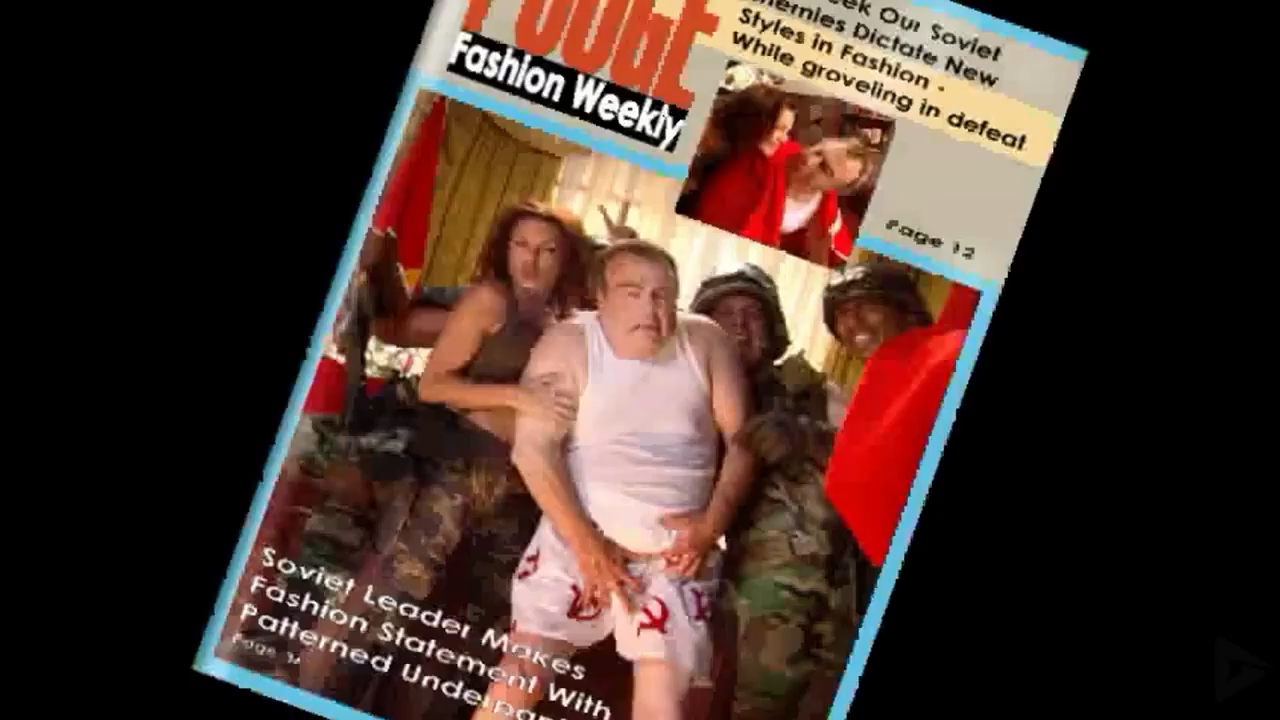 Fashion Weekly
Our Soviet
Dictate New
Styles in Fashion -
While groveling in defeat
Page 12
Soviet Leader Makes
Fashion Statement With
Patterned
Page